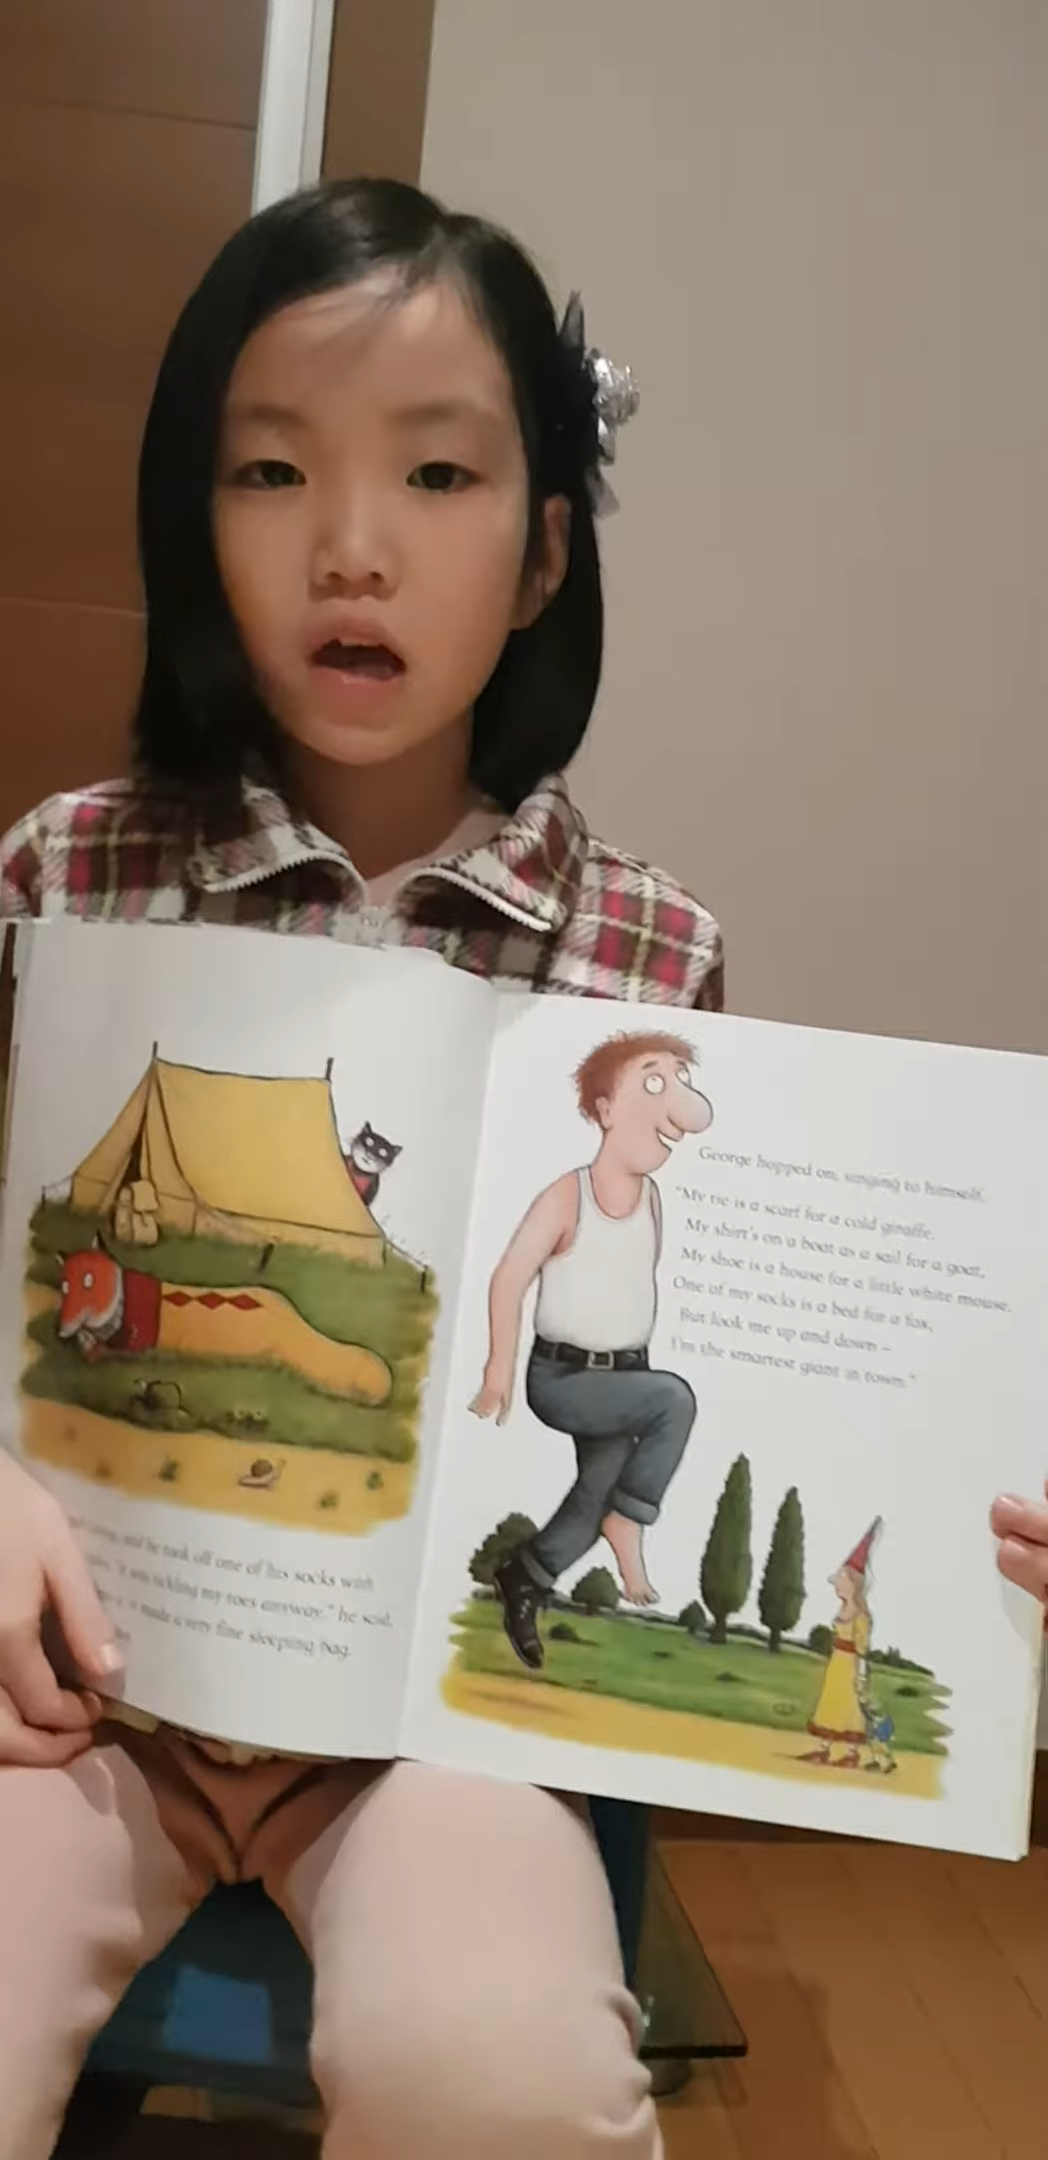 and he took off one of his socks with
"It was tickling my toes anyway," he said.
it made a very fine sleeping bag.
George hopped on, singing to himself,
"My tie is a scarf for a cold giraffe,
My shirt's on a boat as a sail for a goat,
My shoe is a house for a little white mouse,
One of my socks is a bed for a fox,
But look me up and down –
I'm the smartest giant in town."